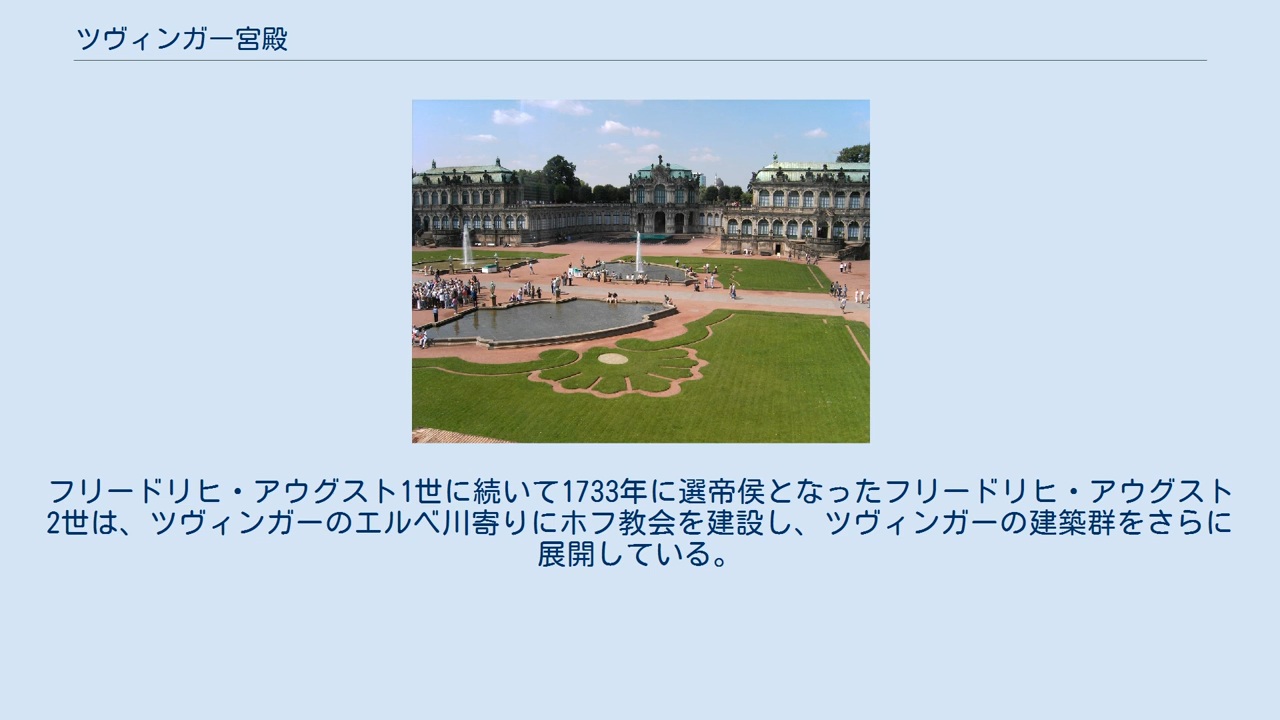 ツヴィンガー宮殿
フリードリヒ・アウグスト1世に続いて1733年に選帝侯となったフリードリヒ・アウグスト
2世は、ツヴィンガーのエルベ川寄りにホフ教会を建設し、ツヴィンガーの建築群をさらに
展開している。